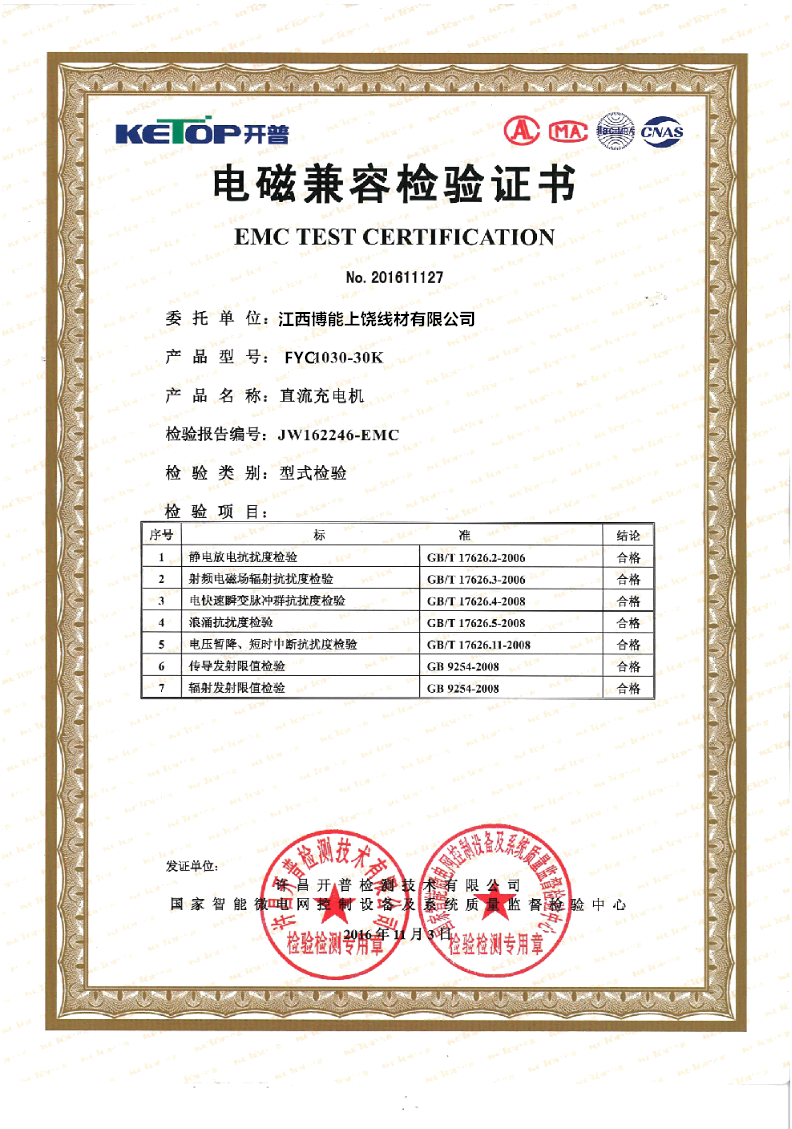 KETOP开普
AL MA ilac-MRA CNAS
电磁兼容检验证书
EMC TEST CERTIFICATION
No. 201611127
委托单位：江西博能上饶线材有限公司
产品型号：FYC1030-30K
产品名称：直流充电机
检验报告编号：JW162246-EMC
检验类别：型式检验
检验项目：
序号 标准 结论
1 静电放电抗扰度检验 GB/T 17626.2-2006 合格
2 射频电磁场辐射抗扰度检验 GB/T 17626.3-2006 合格
3 电快速瞬变脉冲群抗扰度检验 GB/T 17626.4-2008 合格
4 浪涌抗扰度检验 GB/T 17626.5-2008 合格
5 电压暂降、短时中断抗扰度检验 GB/T 17626.11-2008 合格
6 传导发射限值检验 GB 9254-2008 合格
7 辐射发射限值检验 GB 9254-2008 合格
发证单位：
许昌开普检测技术有限公司
国家智能微电网控制设备及系统质量监督检验中心
2016年11月3日
许昌开普检测技术有限公司
检验检测专用章
国家智能微电网控制设备及系统质量监督检验中心
检验检测专用章